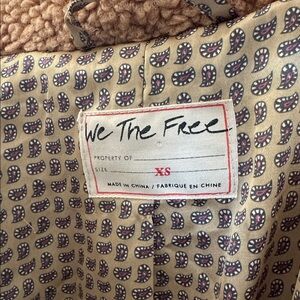 We The Free
PROPERTY OF
SIZE XS
MADE IN CHINA / FABRIQUÉ EN CHINE